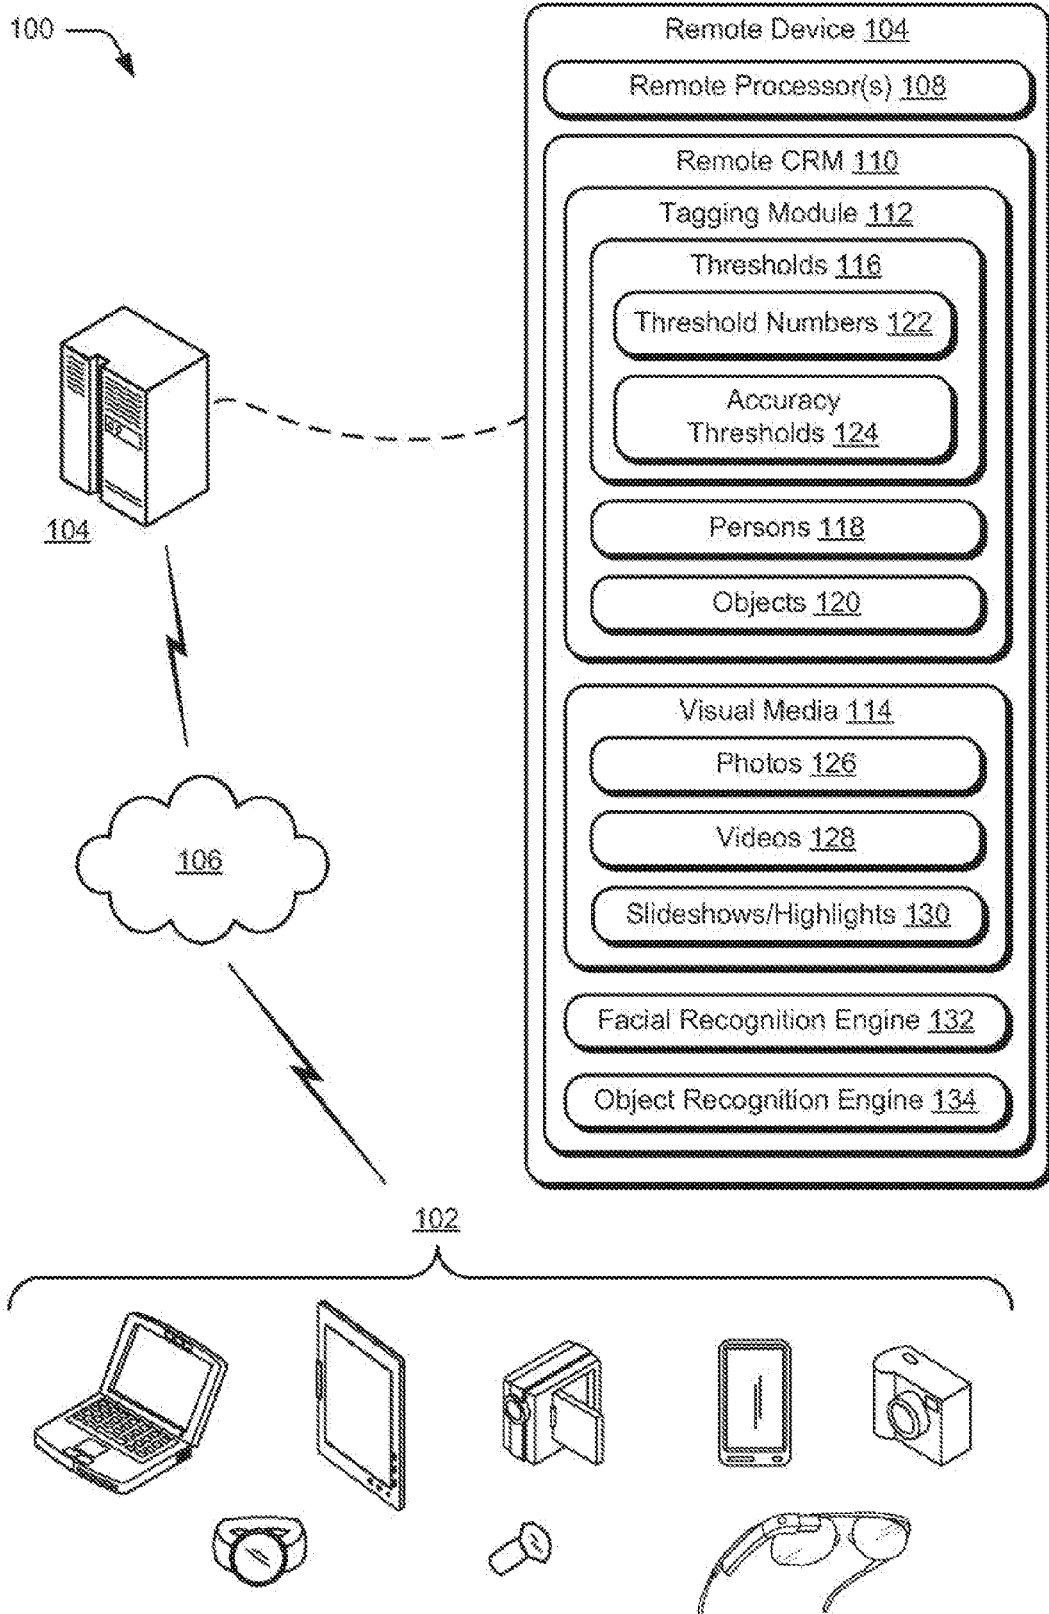 100
Remote Device 104
Remote Processor(s) 108
Remote CRM 110
Tagging Module 112
Thresholds 116
Threshold Numbers 122
Accuracy
Thresholds 124
Persons 118
Objects 120
104
Visual Media 114
Photos 126
Videos 128
106
Slideshows/Highlights 130
Facial Recognition Engine 132
Object Recognition Engine 134
102